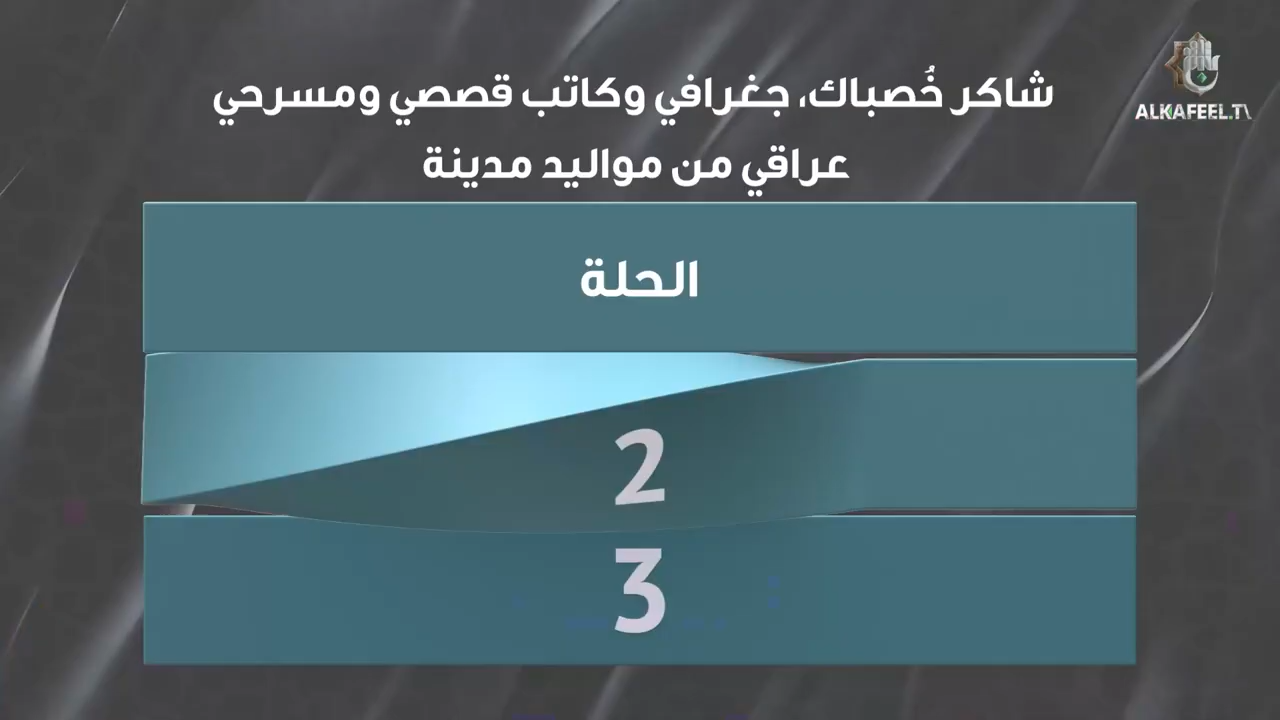 شاكر خُصباك، جغرافي وكاتب قصصي ومسرحي
عراقي من مواليد مدينة
الحلة
2
3
ALKAFEEL.TV